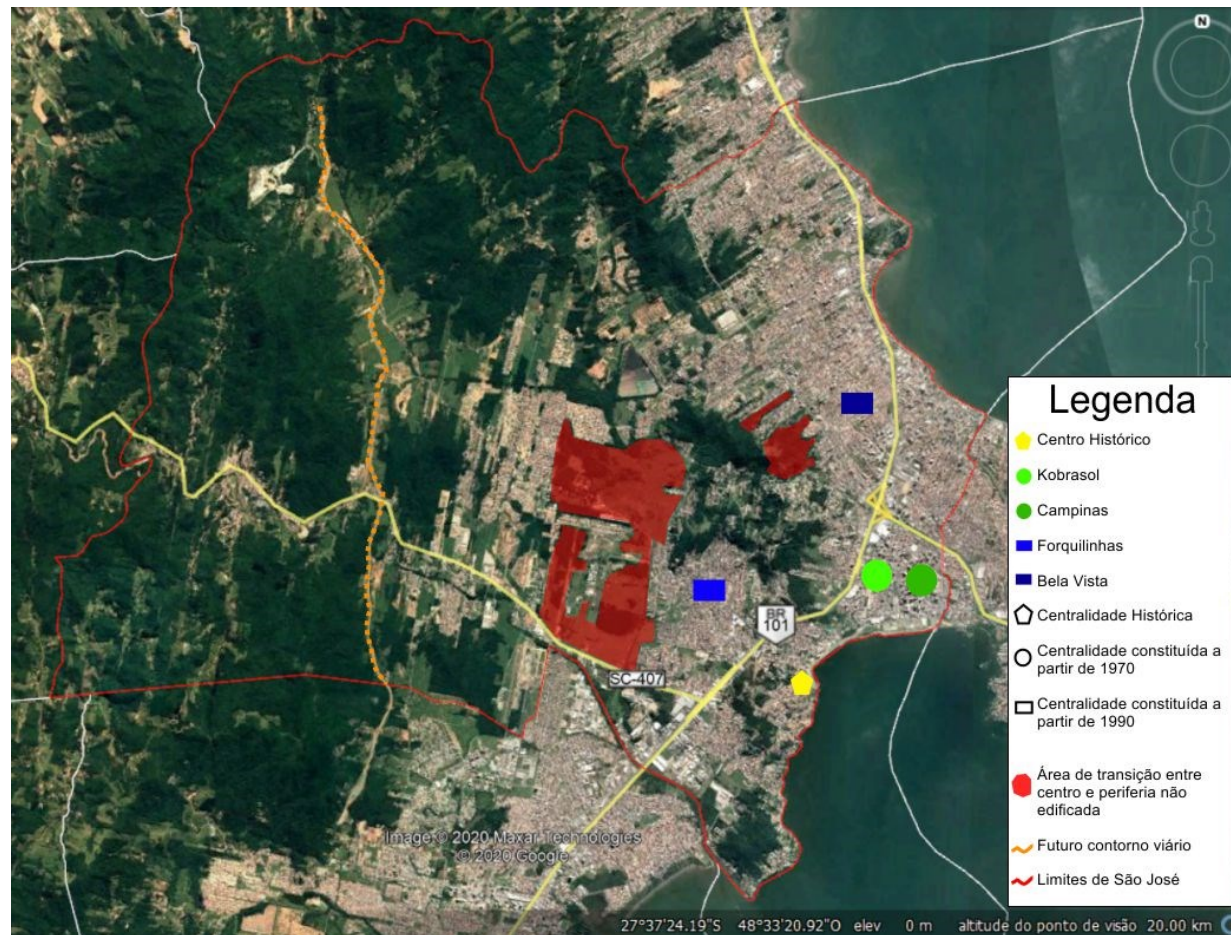 N
Legenda
Centro Histórico
Kobrasol
Campinas
Forquilhinhas
Bela Vista
Centralidade Histórica
Centralidade constituída a
partir de 1970
Centralidade constituída a
partir de 1990
Área de transição entre
centro e periferia não
edificada
Futuro contorno viário
Limites de São José
BR
101
SC-407
Image © 2020 Maxar Technologies
© 2020 Google
27°37'24.19"S 48°33'20.92"O elev 0 m altitude do ponto de visão 20.00 km